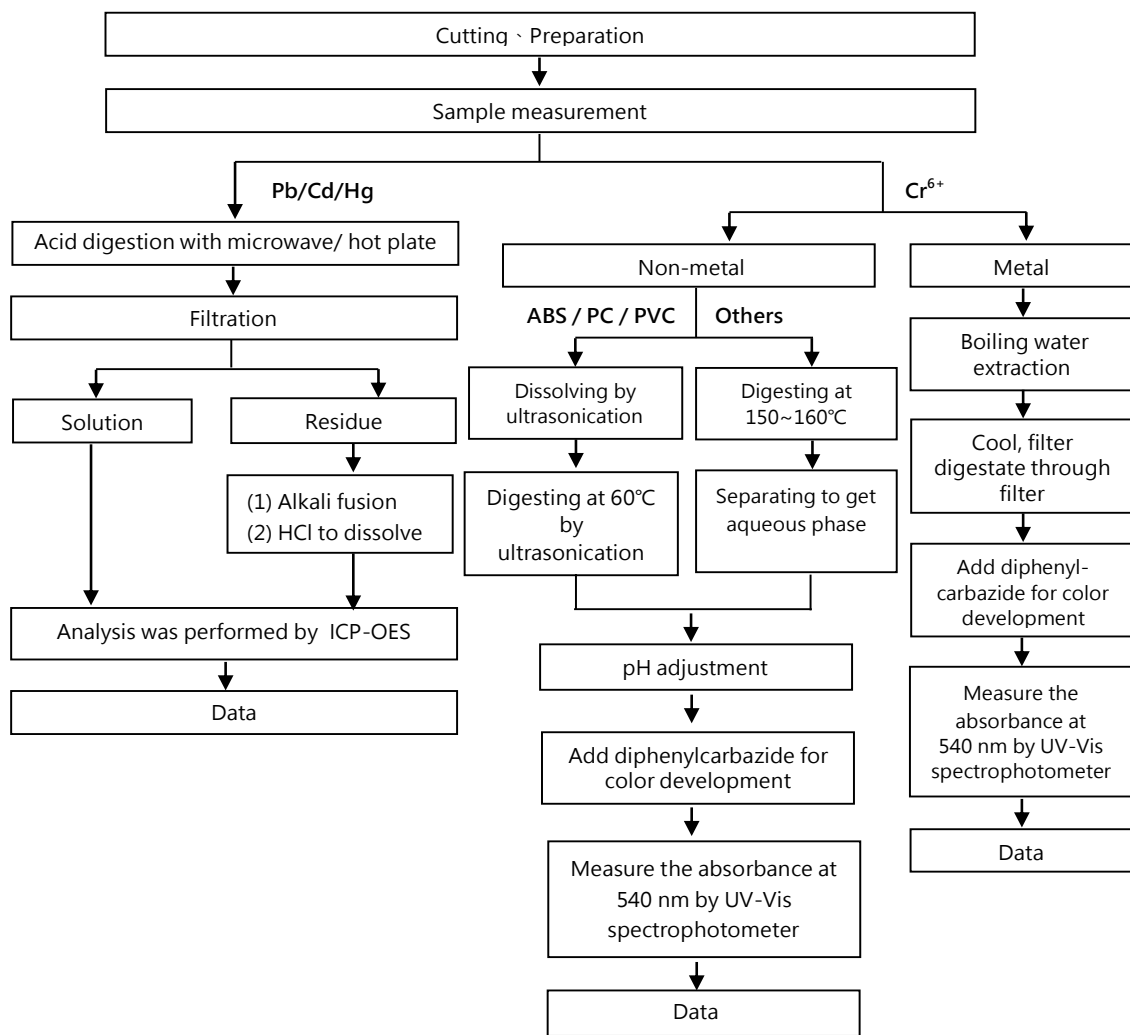 Cutting、Preparation
Sample measurement
Pb/Cd/Hg
Cr6+
Acid digestion with microwave/ hot plate
Filtration
Solution
Residue
(1) Alkali fusion
(2) HCl to dissolve
Analysis was performed by ICP-OES
Data
Non-metal
ABS / PC / PVC
Others
Dissolving by
ultrasonication
Digesting at
150~160℃
Digesting at 60℃
by
ultrasonication
Separating to get
aqueous phase
pH adjustment
Add diphenylcarbazide for
color development
Measure the absorbance at
540 nm by UV-Vis
spectrophotometer
Data
Metal
Boiling water
extraction
Cool, filter
digestate through
filter
Add diphenyl-
carbazide for color
development
Measure the
absorbance at
540 nm by UV-Vis
spectrophotometer
Data